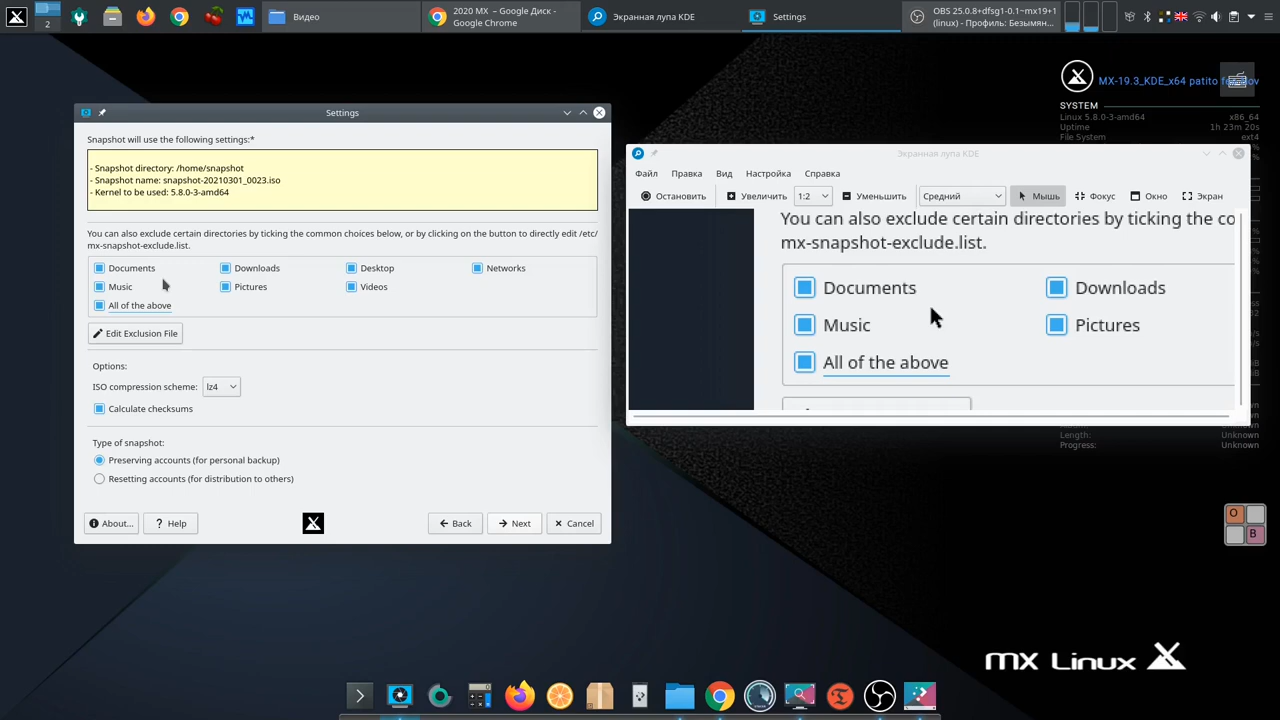 2
Видео
2020 MX – Google Диск -
Google Chrome
Экранная лупа KDE
Settings
OBS 25.0.8+dfsg1-0.1~mx19+1
(linux) - Профиль: Безымян
MX-19.3_KDE_x64 patito
SYSTEM
Linux 5.8.0-3-amd64 x86_64
Uptime 1h 23m 20s
File System ext4
Length: Unknown
Progress: Unknown
Settings
Snapshot will use the following settings:*
- Snapshot directory: /home/snapshot
- Snapshot name: snapshot-20210301_0023.iso
- Kernel to be used: 5.8.0-3-amd64
You can also exclude certain directories by ticking the common choices below, or by clicking on the button to directly edit /etc/
mx-snapshot-exclude.list.
Documents Downloads Desktop Networks
Music Pictures Videos
All of the above
Edit Exclusion File
Options:
ISO compression scheme: lz4
Calculate checksums
Type of snapshot:
Preserving accounts (for personal backup)
Resetting accounts (for distribution to others)
About... ? Help Back Next Cancel
Экранная лупа KDE
Файл Правка Вид Настройка Справка
Остановить Увеличить 1:2 Уменьшить Средний Мышь Фокус Окно Экран
You can also exclude certain directories by ticking the co
mx-snapshot-exclude.list.
Documents Downloads
Music Pictures
All of the above
O
B
MX Linux